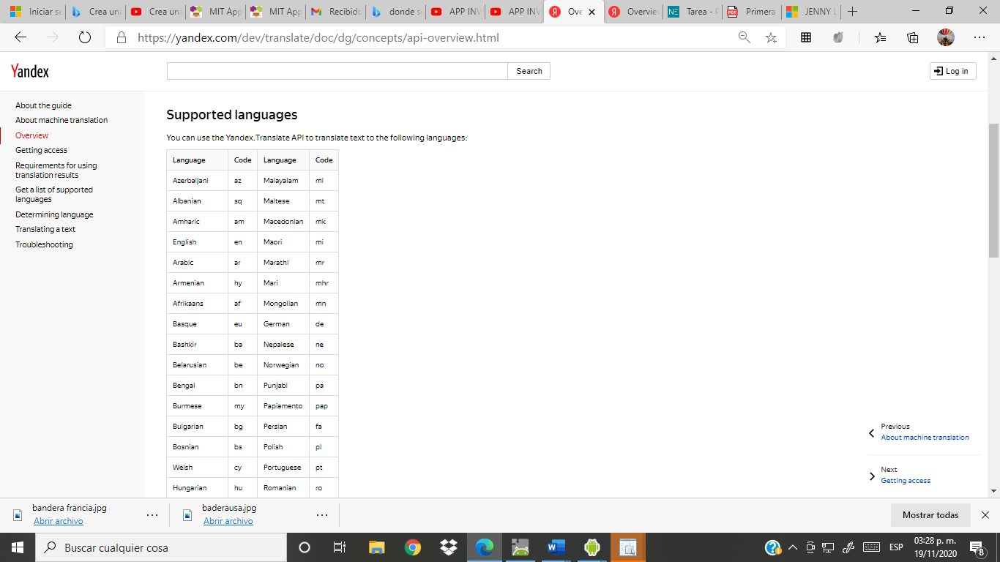 Iniciar se
Crea una
Crea una
MIT App
MIT App
Recibido
donde se
APP INV
APP INV
Ove
Overvie
Tarea - F
Primera
JENNY L
https://yandex.com/dev/translate/doc/dg/concepts/api-overview.html
Yandex
Search
Log in
About the guide
About machine translation
Overview
Getting access
Requirements for using
translation results
Get a list of supported
languages
Determining language
Translating a text
Troubleshooting
Supported languages
You can use the Yandex.Translate API to translate text to the following languages:
Language Code Language Code
Azerbaijani az Malayalam ml
Albanian sq Maltese mt
Amharic am Macedonian mk
English en Maori mi
Arabic ar Marathi mr
Armenian hy Mari mhr
Afrikaans af Mongolian mn
Basque eu German de
Bashkir ba Nepalese ne
Belarusian be Norwegian no
Bengal bn Punjabi pa
Burmese my Papiamento pap
Bulgarian bg Persian fa
Bosnian bs Polish pl
Welsh cy Portuguese pt
Hungarian hu Romanian ro
Previous
About machine translation
Next
Getting access
bandera francia.jpg
Abrir archivo
baderausa.jpg
Abrir archivo
Mostrar todas
Buscar cualquier cosa
ESP
03:28 p. m.
19/11/2020
8